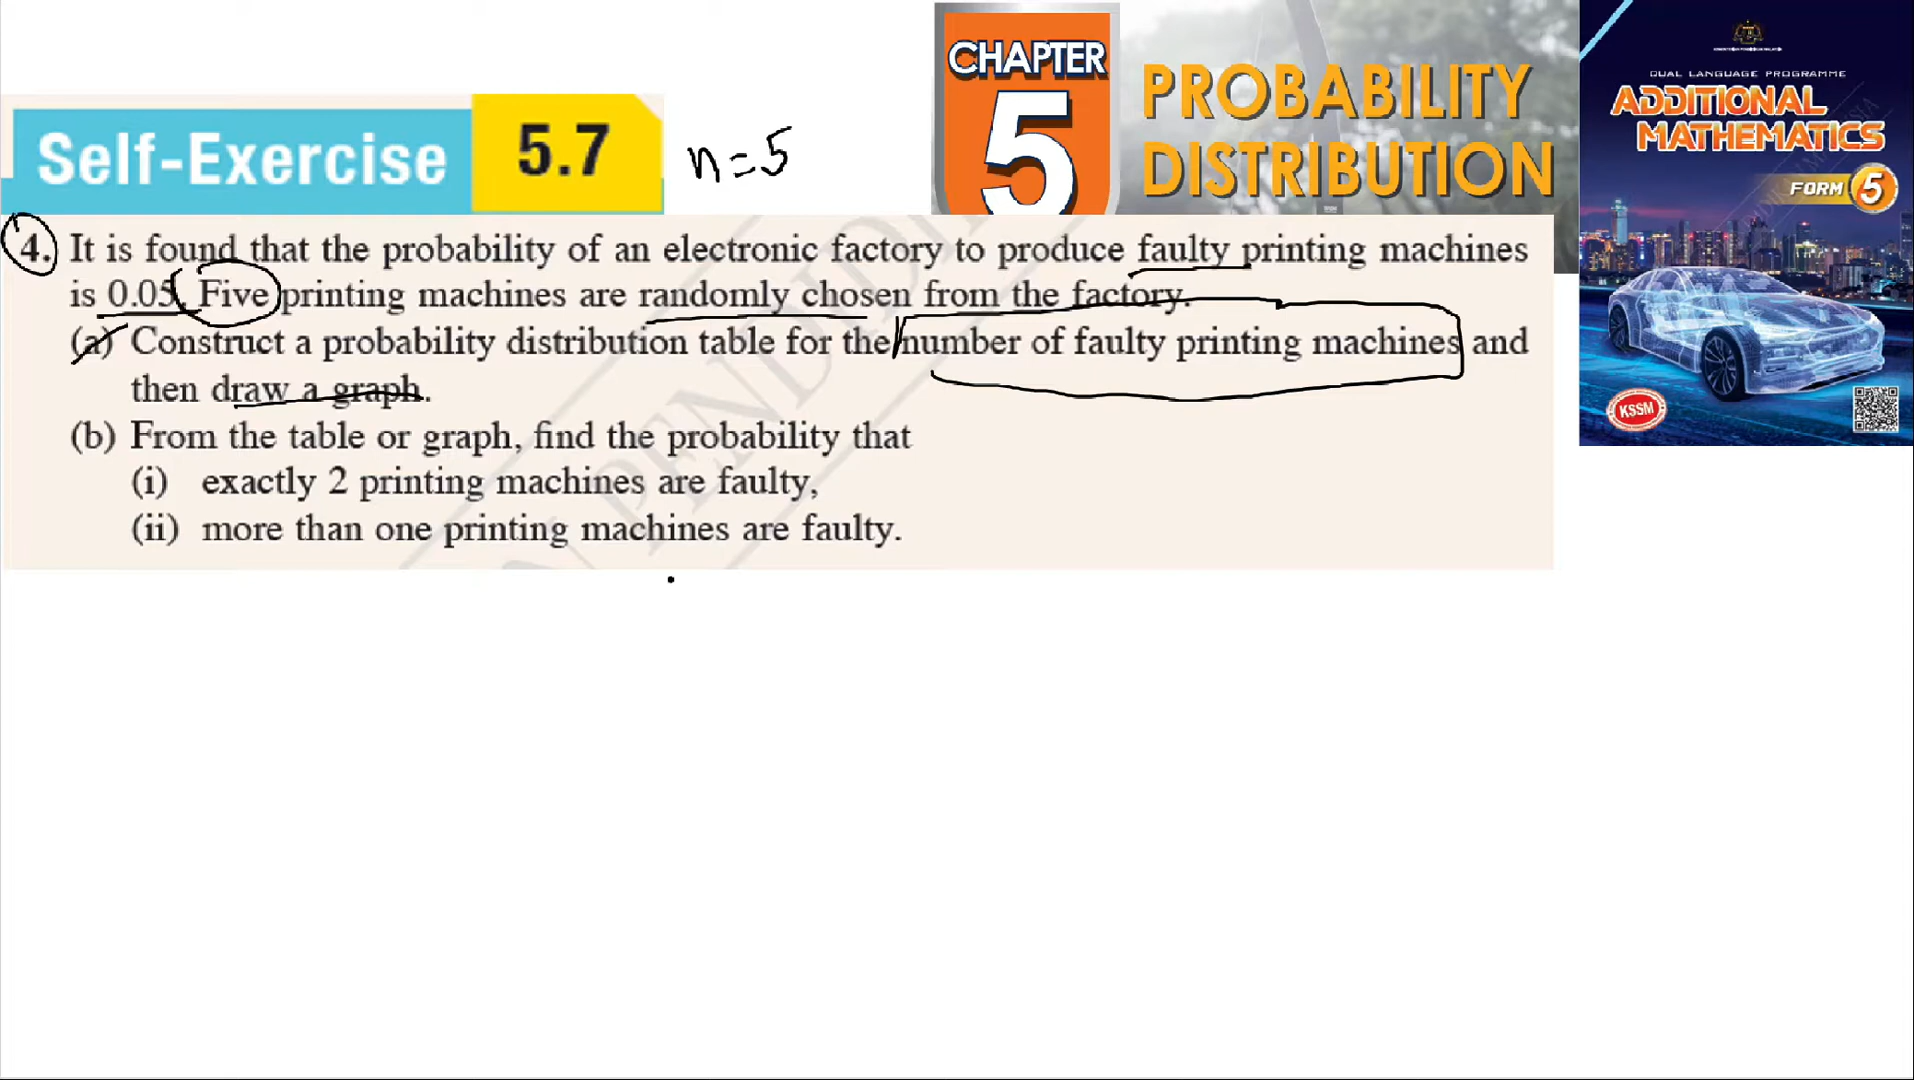 CHAPTER
5
PROBABILITY
DISTRIBUTION
DUAL LANGUAGE PROGRAMME
ADDITIONAL
MATHEMATICS
FORM 5
KSSM
Self-Exercise 5.7
n=5
4. It is found that the probability of an electronic factory to produce faulty printing machines
is 0.05. Five printing machines are randomly chosen from the factory.
(a) Construct a probability distribution table for the number of faulty printing machines and
then draw a graph.
(b) From the table or graph, find the probability that
(i) exactly 2 printing machines are faulty,
(ii) more than one printing machines are faulty.